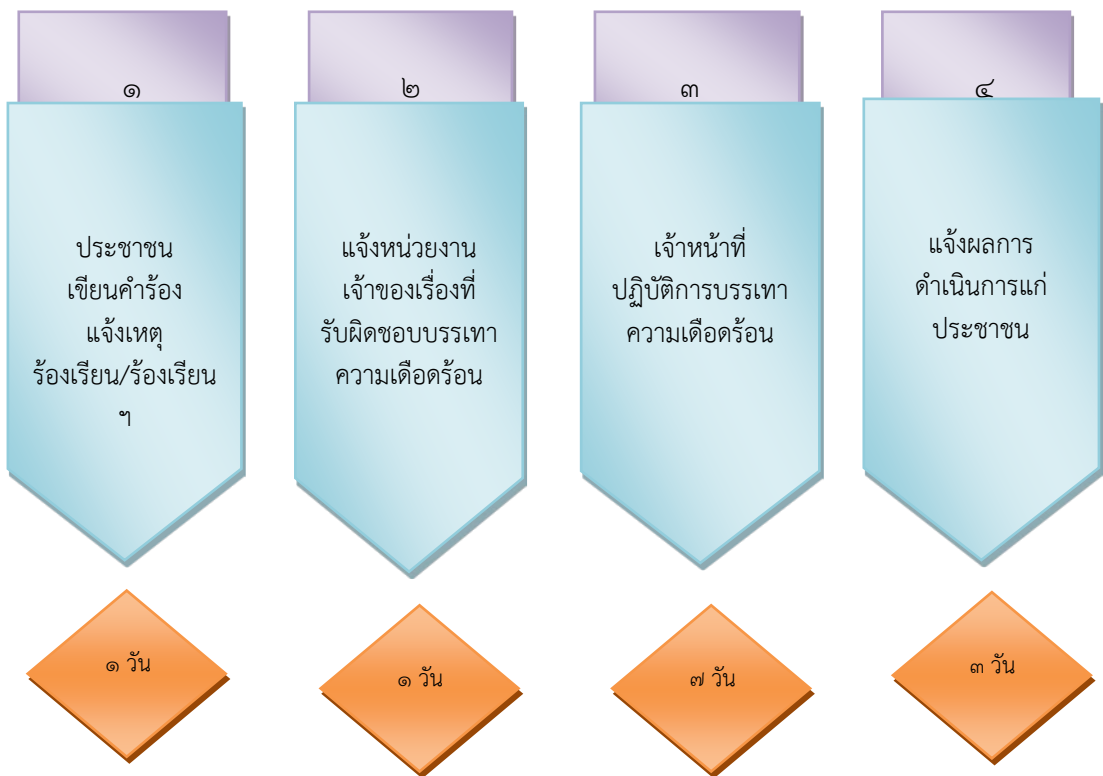 ๑
ประชาชน
เขียนคำร้อง
แจ้งเหตุ
ร้องเรียน/ร้องเรียน
ฯ
๑ วัน
๒
แจ้งหน่วยงาน
เจ้าของเรื่องที่
รับผิดชอบบรรเทา
ความเดือดร้อน
๑ วัน
๓
เจ้าหน้าที่
ปฏิบัติการบรรเทา
ความเดือดร้อน
๗ วัน
๔
แจ้งผลการ
ดำเนินการแก่
ประชาชน
๓ วัน